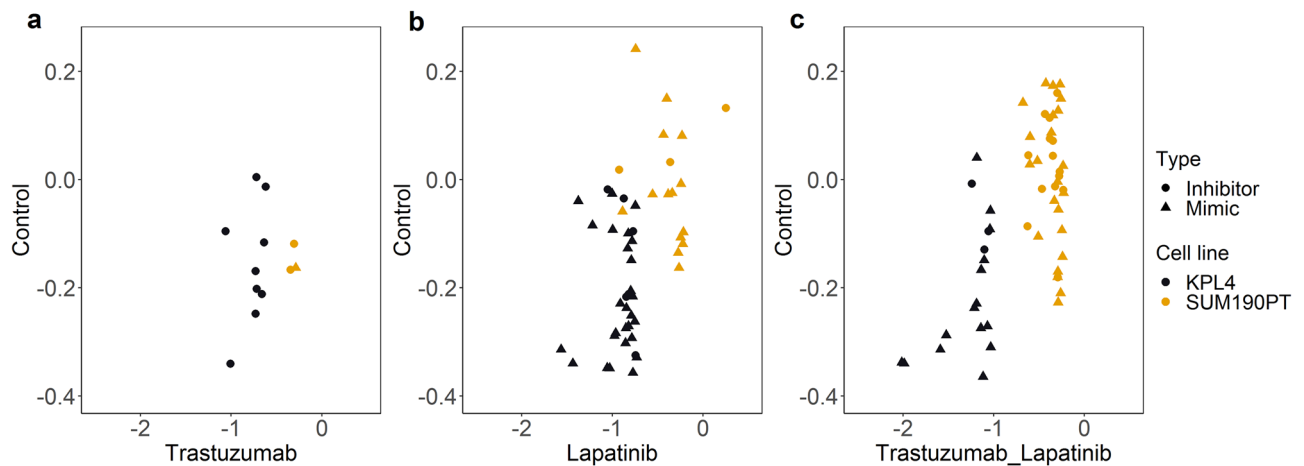 a
b
c
0.2
0.0
-0.2
-0.4
Control
-2
-1
0
Trastuzumab
0.2
0.0
-0.2
-0.4
Control
-2
-1
0
Lapatinib
0.2
0.0
-0.2
-0.4
Control
-2
-1
0
Trastuzumab_Lapatinib
Type
Inhibitor
Mimic
Cell line
KPL4
SUM190PT